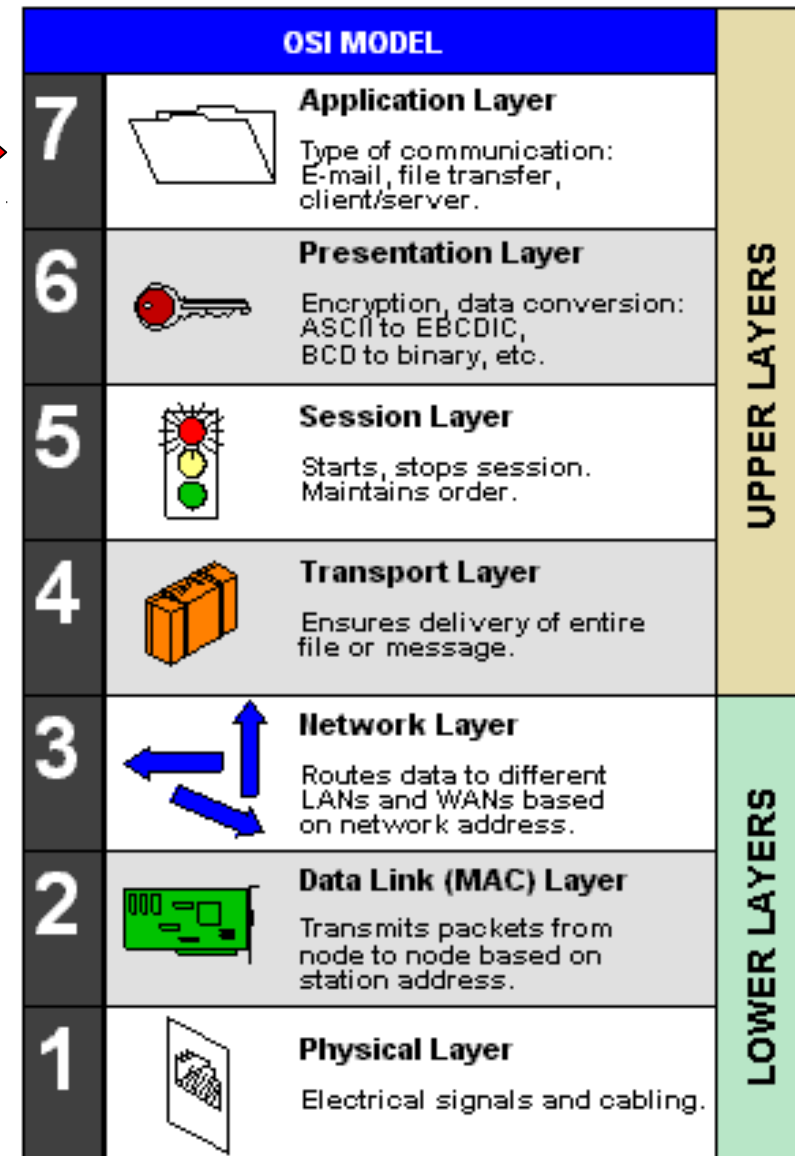 OSI MODEL
7
Application Layer
Type of communication:
E-mail, file transfer,
client/server.
6
Presentation Layer
Encryption, data conversion:
ASCII to EBCDIC,
BCD to binary, etc.
5
Session Layer
Starts, stops session.
Maintains order.
4
Transport Layer
Ensures delivery of entire
file or message.
UPPER LAYERS
3
Network Layer
Routes data to different
LANs and WANs based
on network address.
2
Data Link (MAC) Layer
Transmits packets from
node to node based on
station address.
1
Physical Layer
Electrical signals and cabling.
LOWER LAYERS